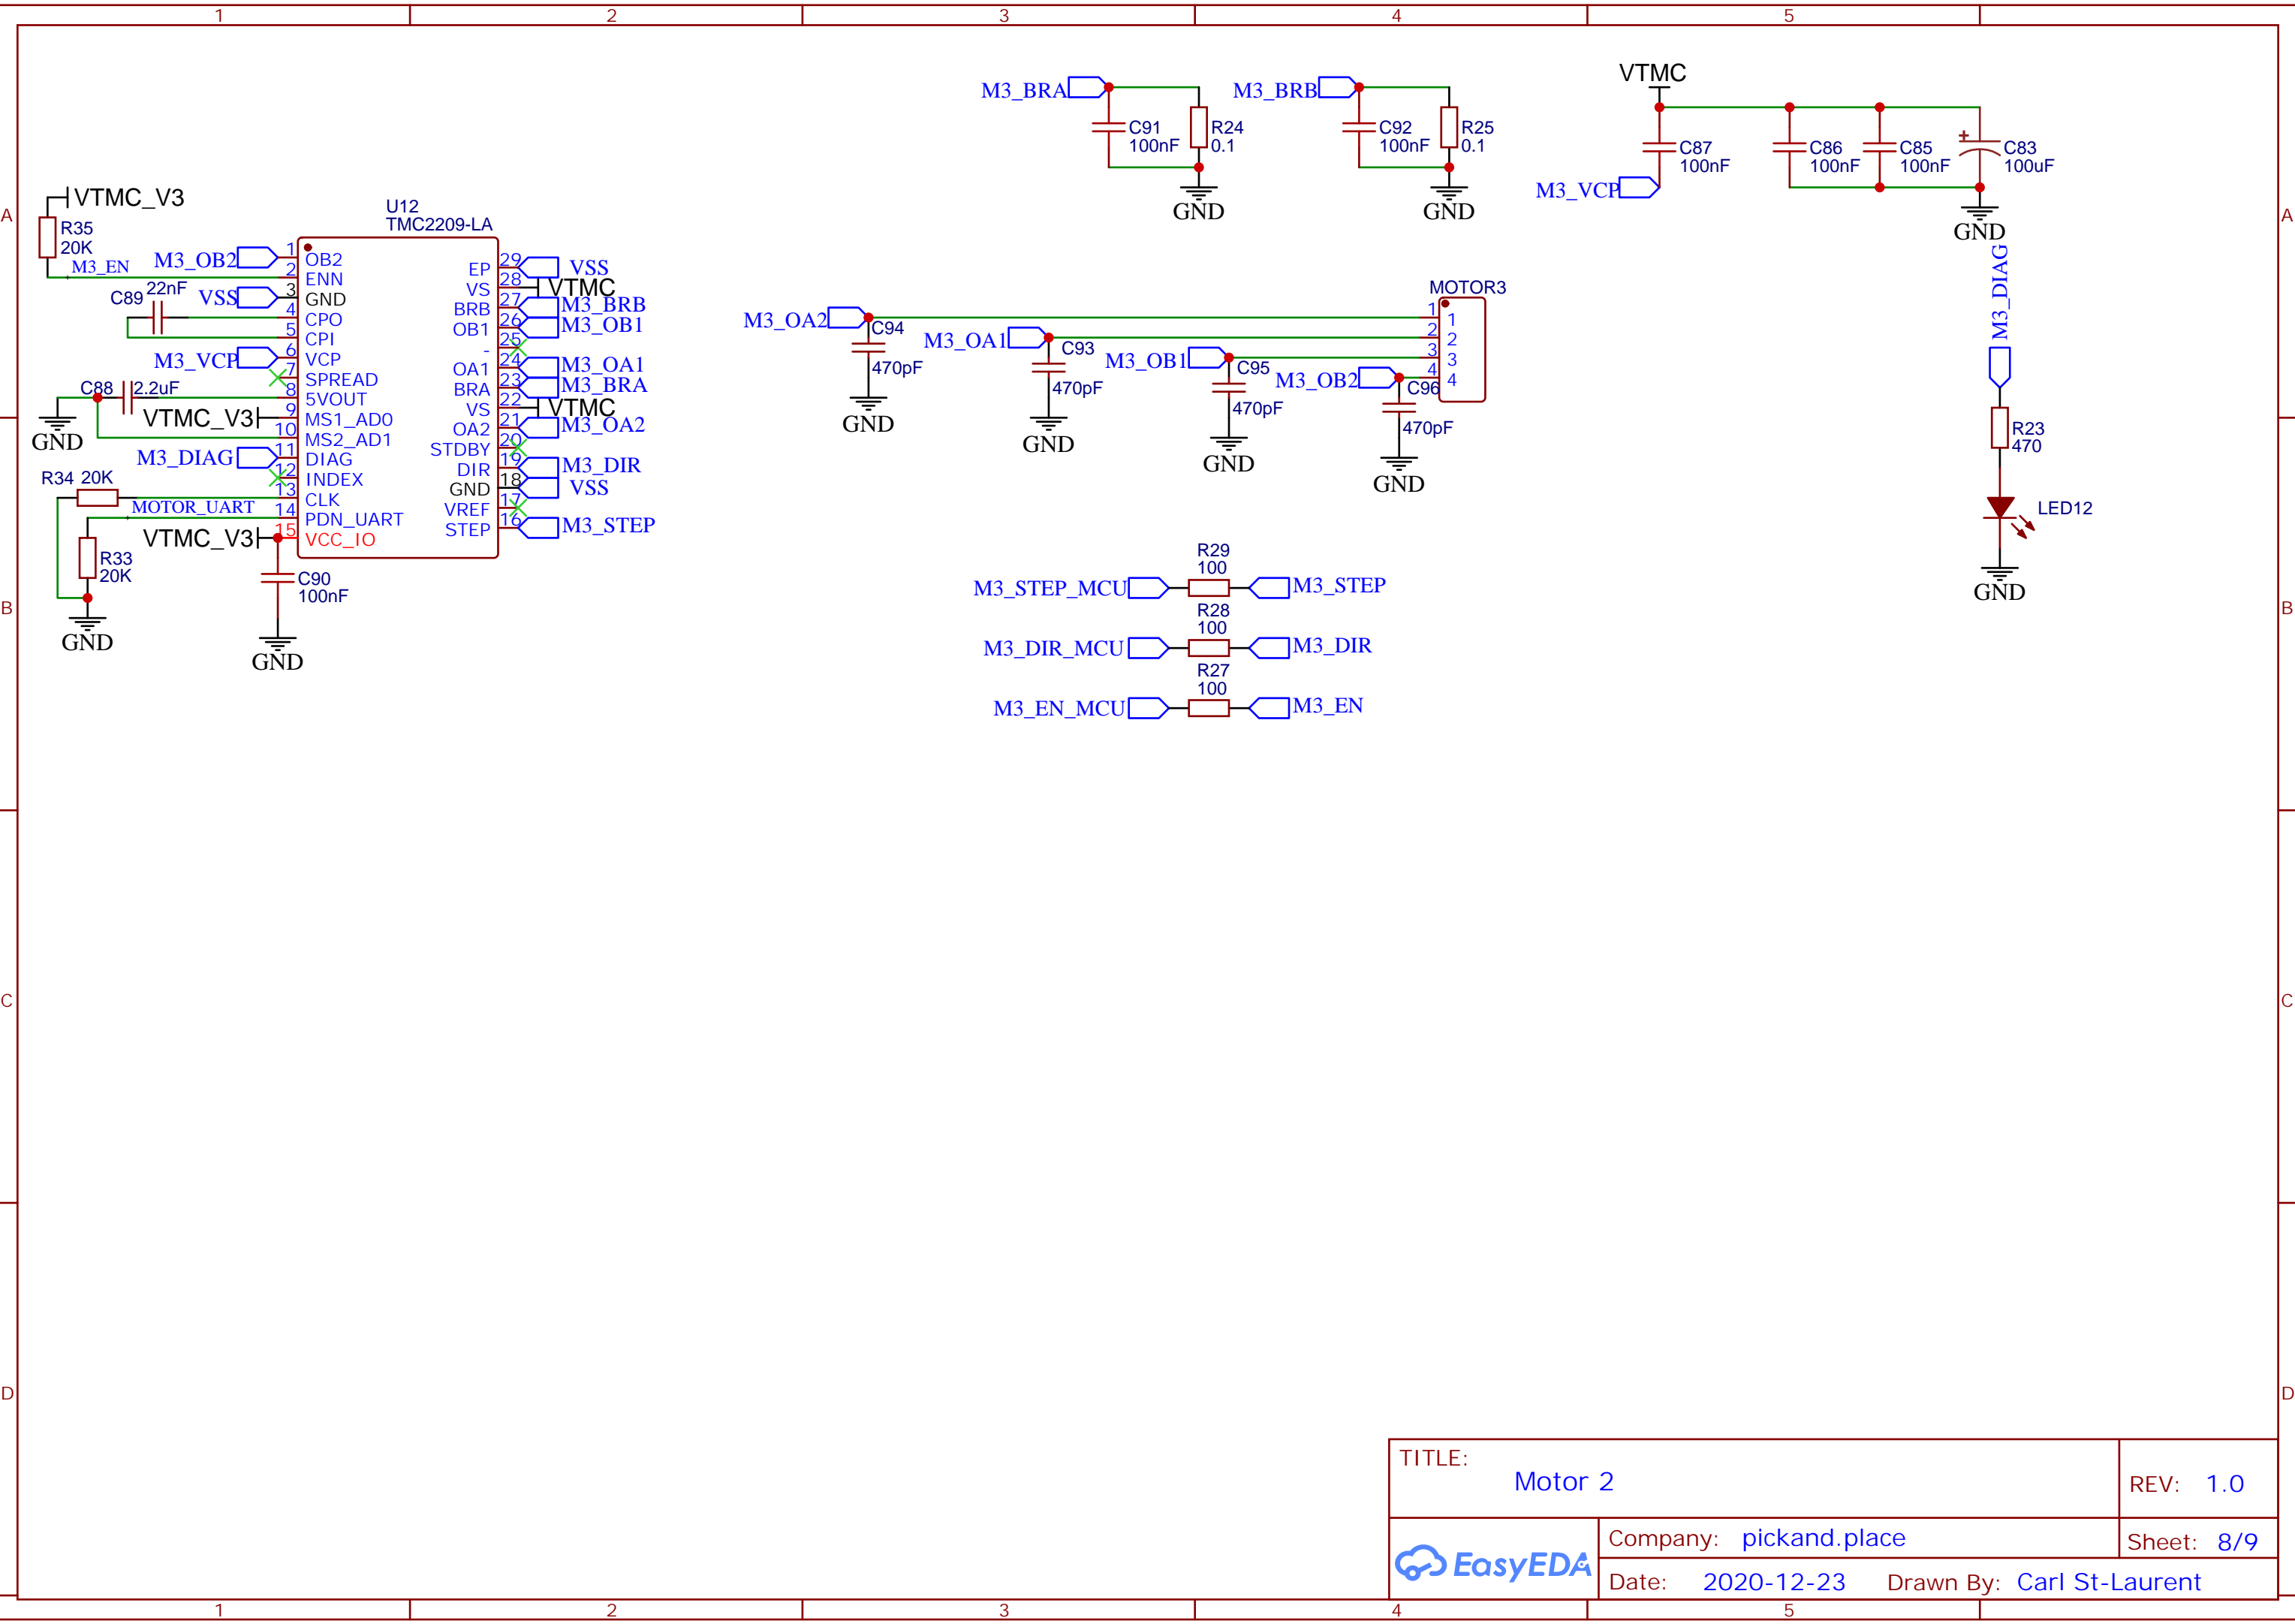 1 2 3 4 5
M3_BRA
C91
100nF
R24
0.1
GND
M3_BRB
C92
100nF
R25
0.1
GND
VTMC
C87
100nF
C86
100nF
C85
100nF
+
C83
100uF
M3_VCP
GND
A
A
VTMC_V3
R35
20K
M3_EN
U12
TMC2209-LA
M3_OB2
1
OB2
2
ENN
C89
22nF
VSS
3
GND
4
CPO
5
CPI
M3_VCP
6
VCP
7
SPREAD
C88
2.2uF
8
5VOUT
GND
VTMC_V3
9
MS1_AD0
10
MS2_AD1
M3_DIAG
11
DIAG
12
INDEX
R34 20K
13
CLK
MOTOR_UART
14
PDN_UART
VTMC_V3
15
VCC_IO
R33
20K
GND
C90
100nF
GND
EP
29
VSS
VS
28
VTMC
BRB
27
M3_BRB
OB1
26
M3_OB1
-
25
OA1
24
M3_OA1
BRA
23
M3_BRA
VS
22
VTMC
OA2
21
M3_OA2
STDBY
20
DIR
19
M3_DIR
GND
18
VSS
VREF
17
STEP
16
M3_STEP
MOTOR3
M3_OA2
C94
470pF
GND
1
1
M3_OA1
C93
470pF
GND
2
2
M3_OB1
C95
470pF
GND
3
3
M3_OB2
C96
470pF
GND
4
4
M3_DIAG
R23
470
LED12
GND
R29
100
M3_STEP_MCU
M3_STEP
R28
100
M3_DIR_MCU
M3_DIR
R27
100
M3_EN_MCU
M3_EN
B
B
C
C
D
D
TITLE:
Motor 2
REV: 1.0
EasyEDA
Company: pickand.place
Sheet: 8/9
Date: 2020-12-23 Drawn By: Carl St-Laurent
1 2 3 4 5